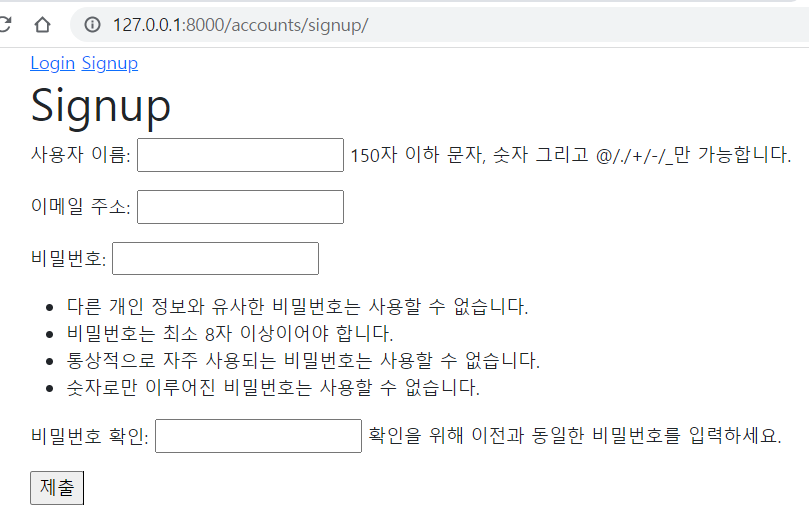 127.0.0.1:8000/accounts/signup/
Login Signup
Signup
사용자 이름: 150자 이하 문자, 숫자 그리고 @/./+/-/_만 가능합니다.
이메일 주소:
비밀번호:
• 다른 개인 정보와 유사한 비밀번호는 사용할 수 없습니다.
• 비밀번호는 최소 8자 이상이어야 합니다.
• 통상적으로 자주 사용되는 비밀번호는 사용할 수 없습니다.
• 숫자로만 이루어진 비밀번호는 사용할 수 없습니다.
비밀번호 확인: 확인을 위해 이전과 동일한 비밀번호를 입력하세요.
제출